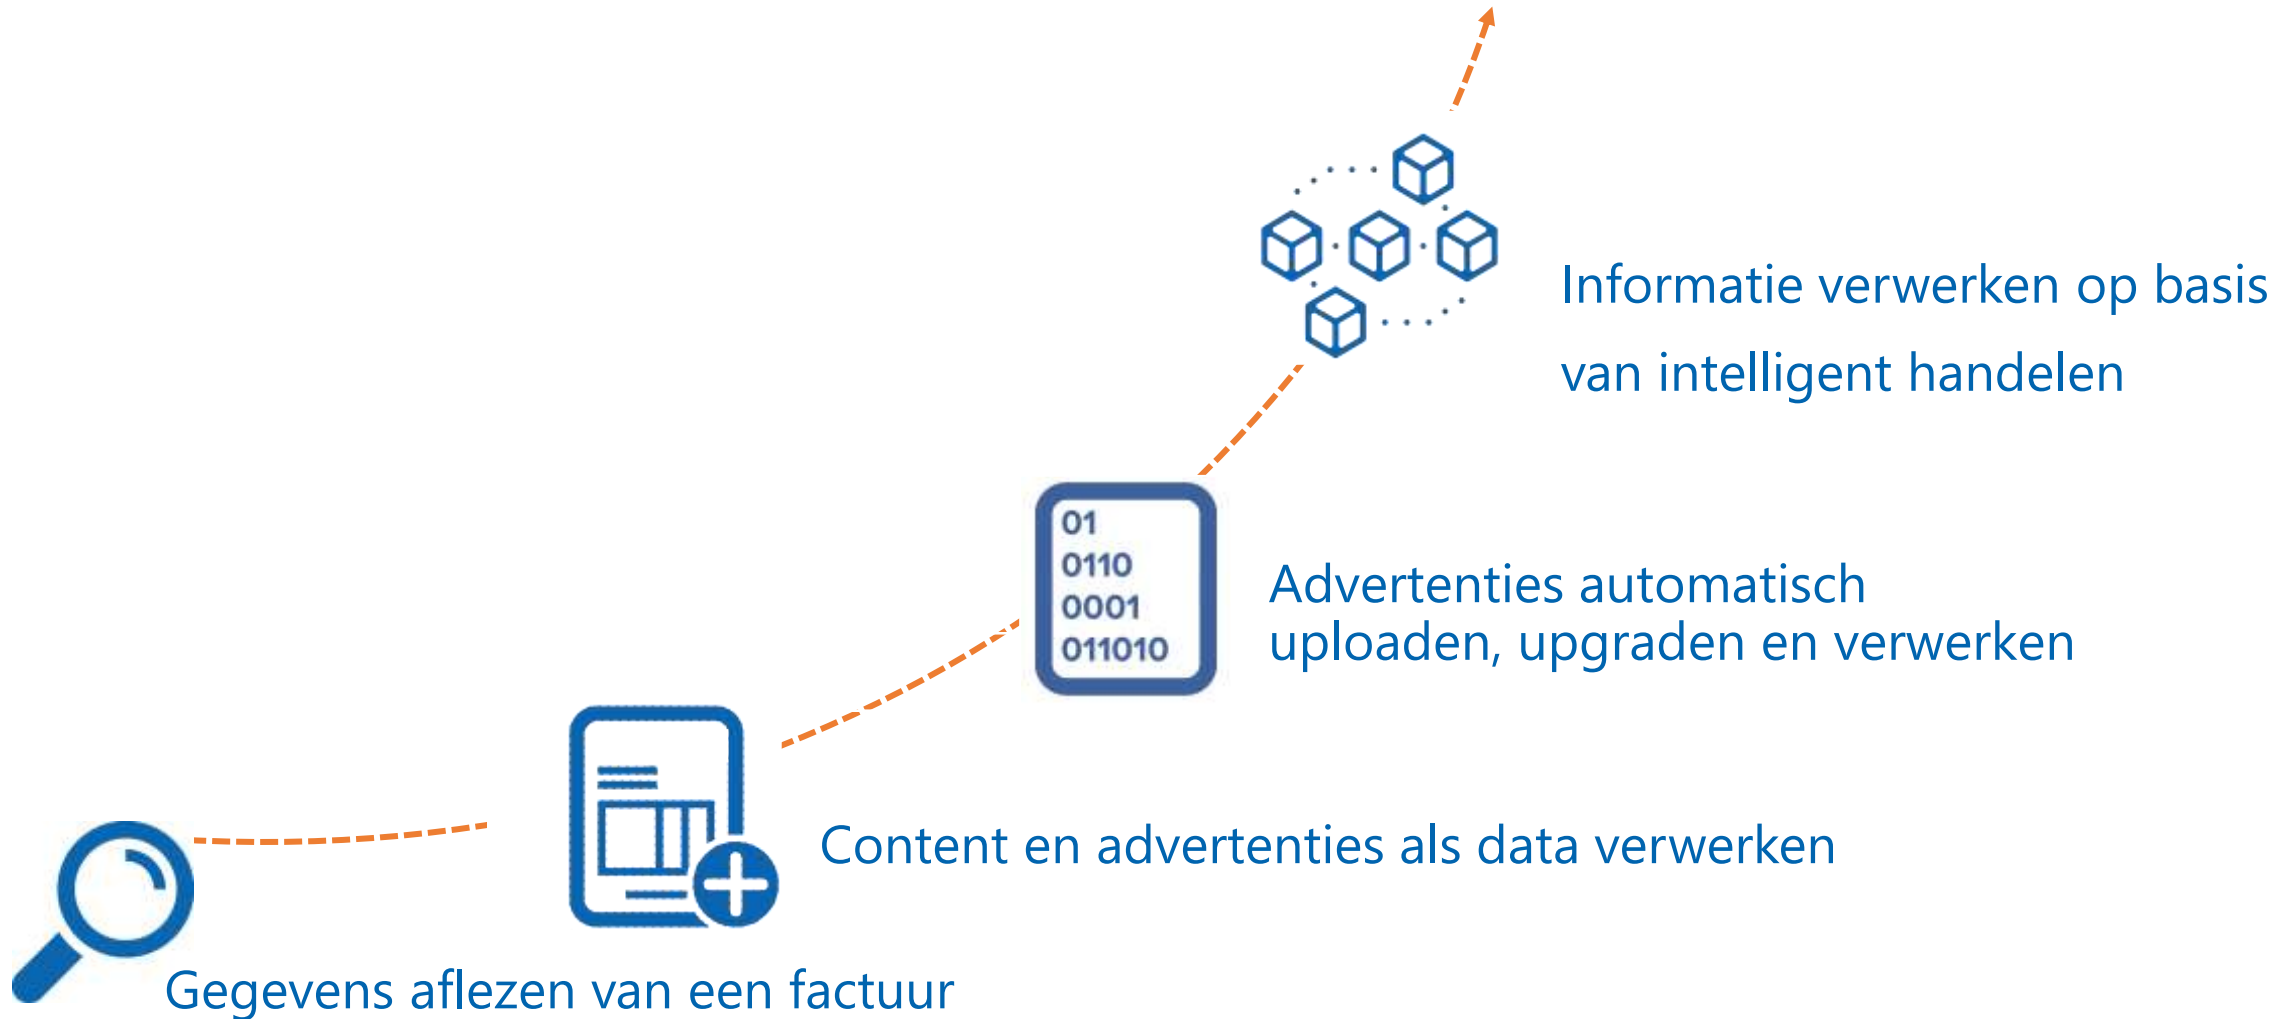 Informatie verwerken op basis
van intelligent handelen
01
0110
0001
011010
Advertenties automatisch
uploaden, upgraden en verwerken
Content en advertenties als data verwerken
Gegevens aflezen van een factuur